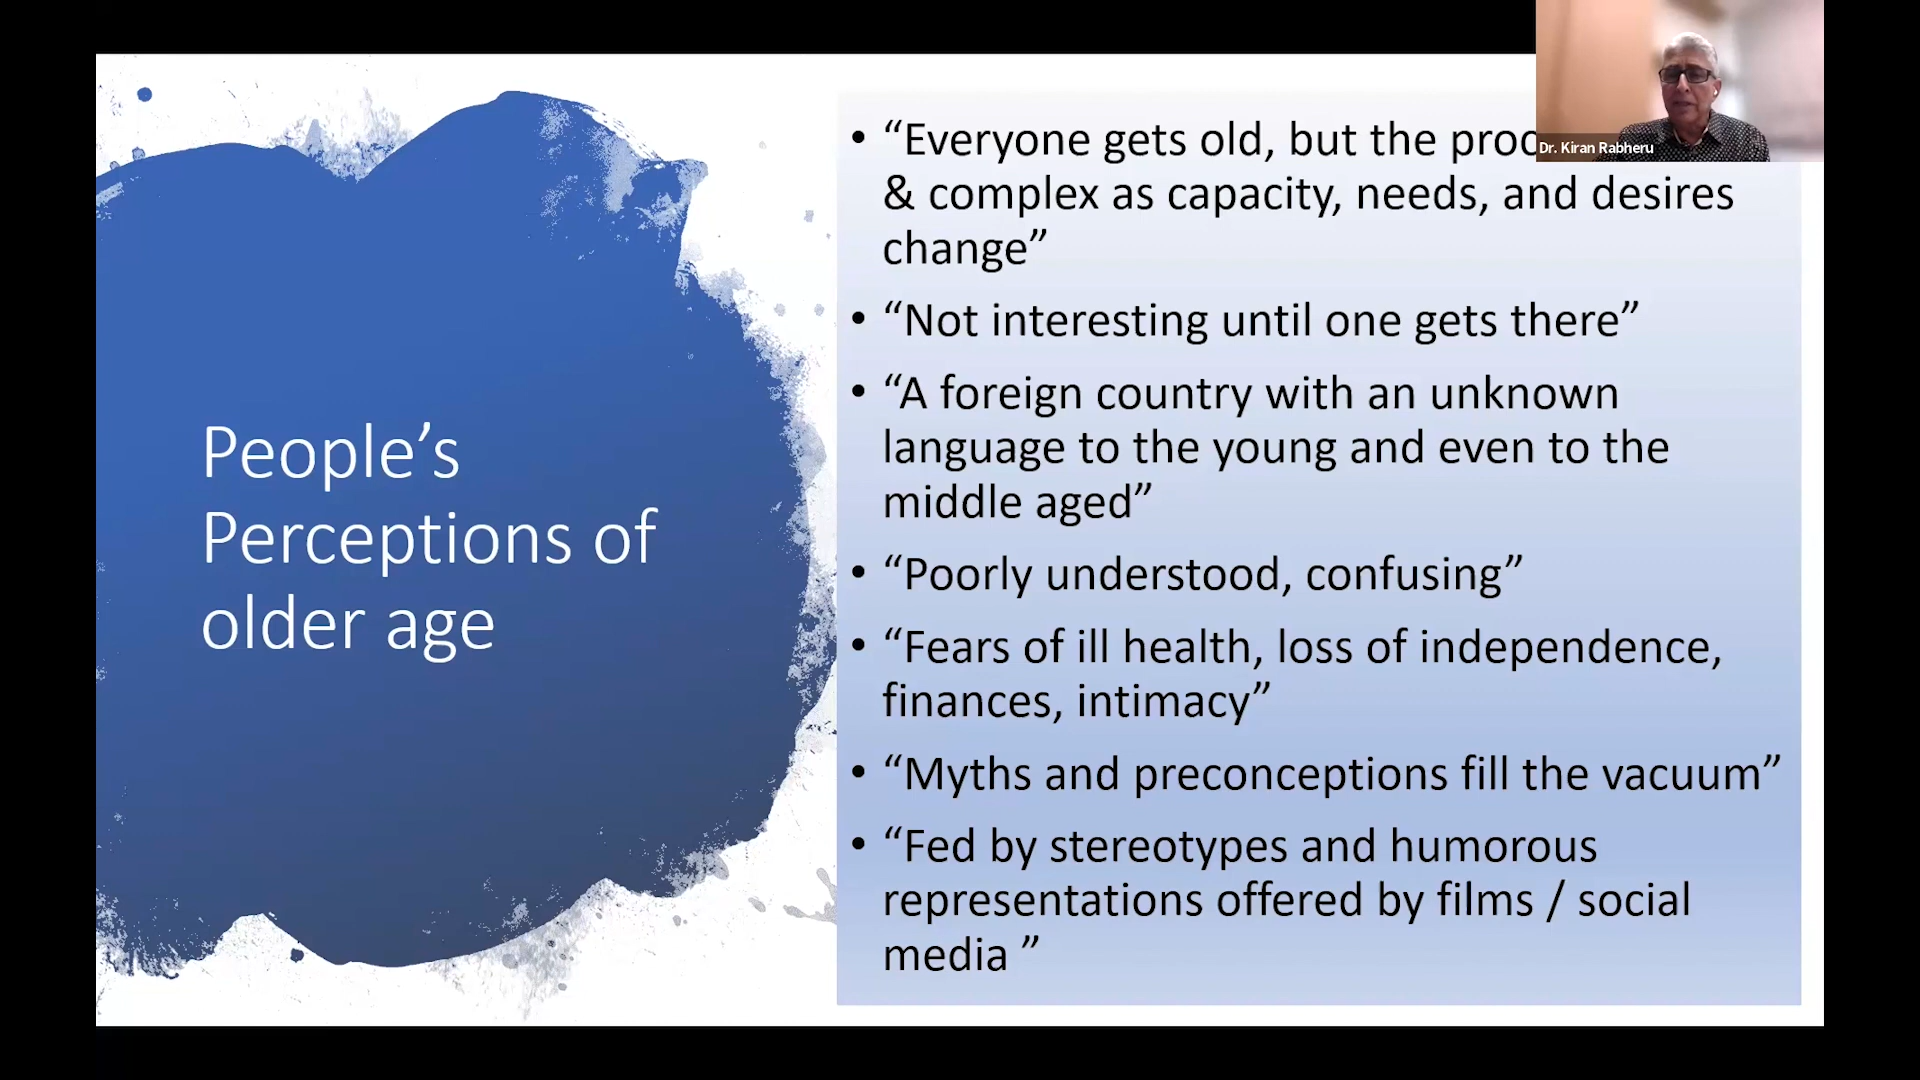 People’s
Perceptions of
older age
• “Everyone gets old, but the
& complex as capacity, needs, and desires
change”
• “Not interesting until one gets there”
• “A foreign country with an unknown
language to the young and even to the
middle aged”
• “Poorly understood, confusing”
• “Fears of ill health, loss of independence,
finances, intimacy”
• “Myths and preconceptions fill the vacuum”
• “Fed by stereotypes and humorous
representations offered by films / social
media ”
Dr. Kiran Rabheru